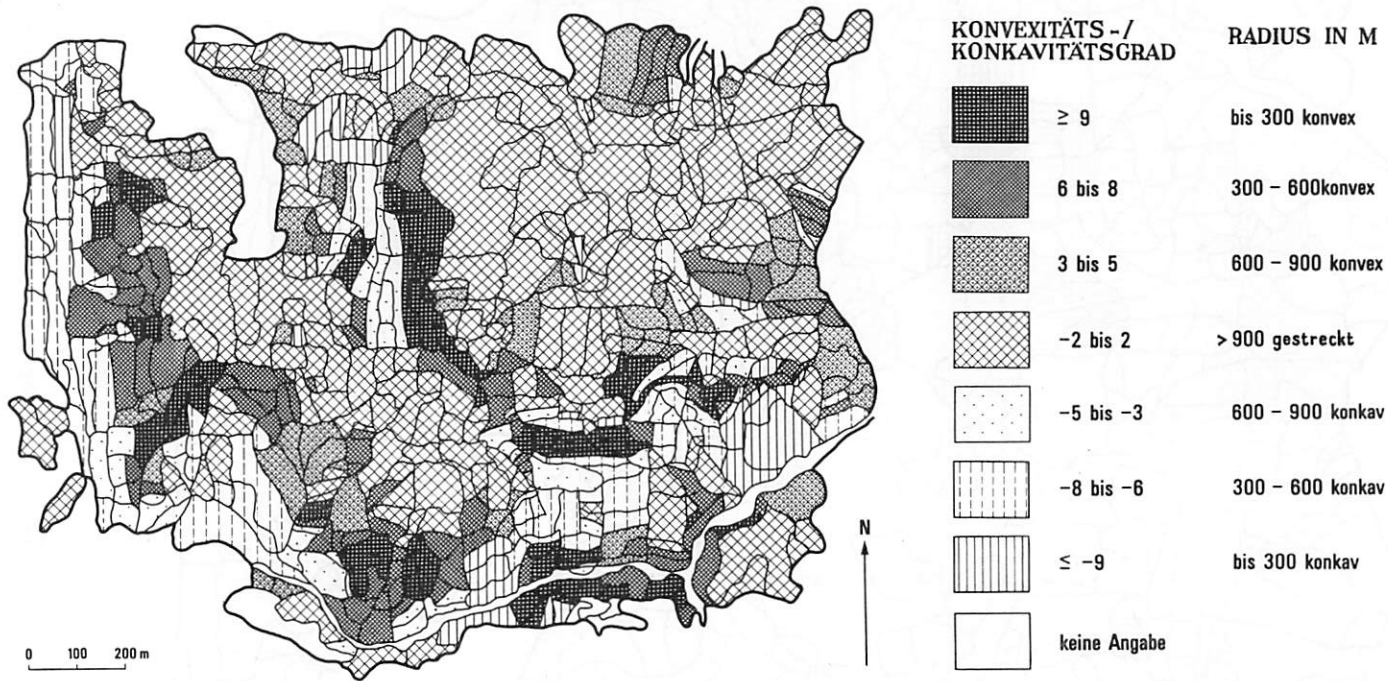 KONVEXITÄTS-/
KONKAVITÄTSGRAD
RADIUS IN M
≥ 9 bis 300 konvex
6 bis 8 300 – 600konvex
3 bis 5 600 – 900 konvex
-2 bis 2 > 900 gestreckt
-5 bis -3 600 – 900 konkav
-8 bis -6 300 – 600 konkav
≤ -9 bis 300 konkav
keine Angabe
N
0 100 200 m